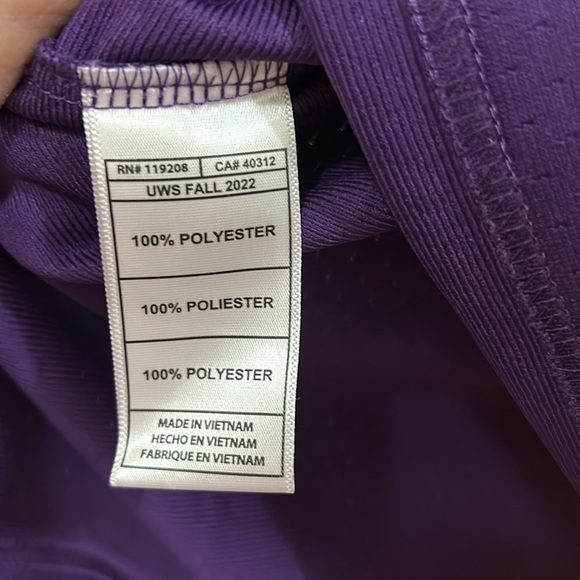 RN# 119208 CA# 40312
UWS FALL 2022
100% POLYESTER
100% POLIESTER
100% POLYESTER
MADE IN VIETNAM
HECHO EN VIETNAM
FABRIQUE EN VIETNAM